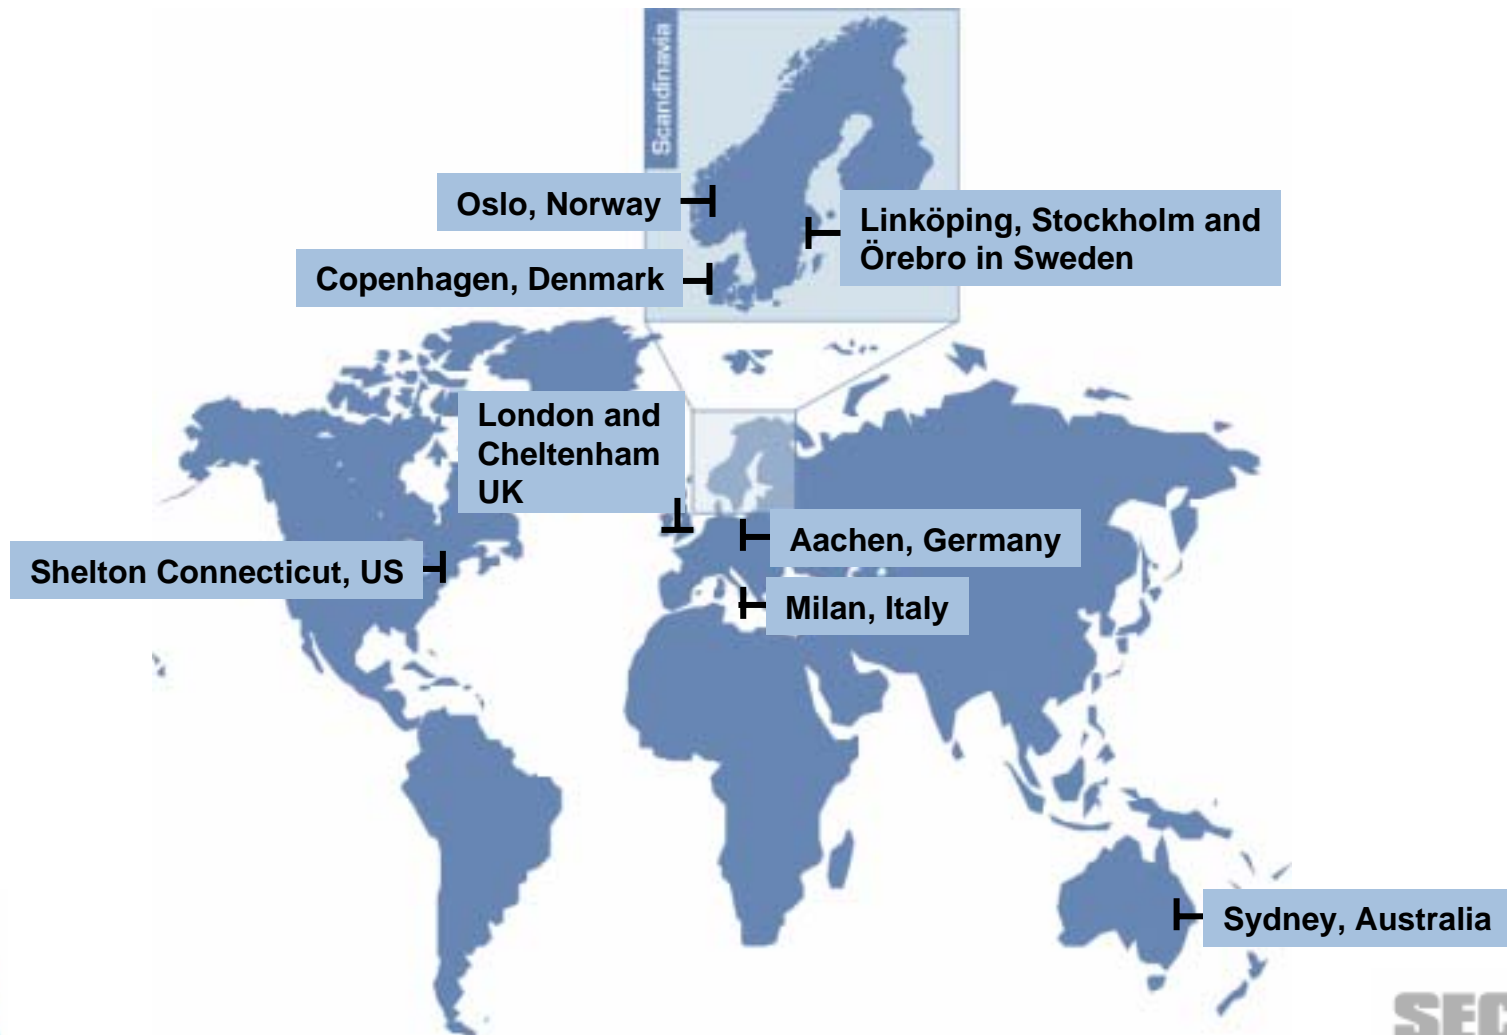 Scandinavia
Oslo, Norway
Linköping, Stockholm and
Örebro in Sweden
Copenhagen, Denmark
London and
Cheltenham
UK
Aachen, Germany
Shelton Connecticut, US
Milan, Italy
Sydney, Australia